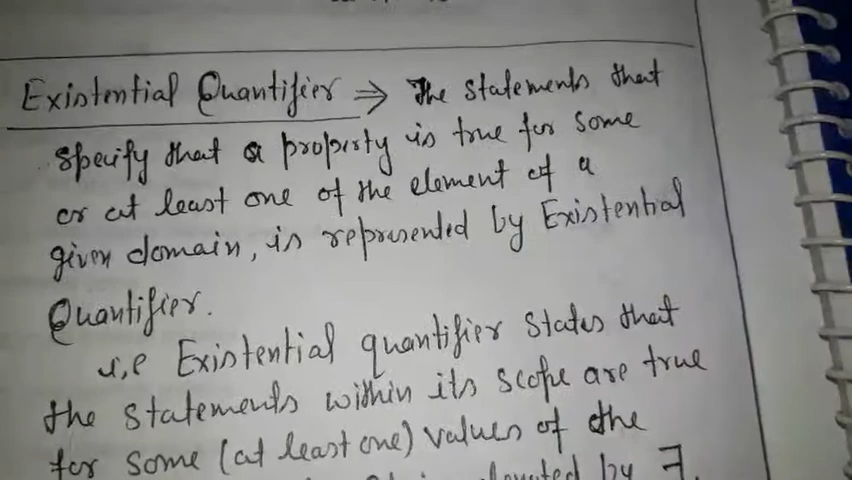 Existential Quantifier ⇒ The statements that
specify that a property is true for some
or at least one of the element of a
given domain, is represented by Existential
Quantifier.
i,e Existential quantifier states that
the statements within its scope are true
for some (at least one) values of the
denoted by ∃.